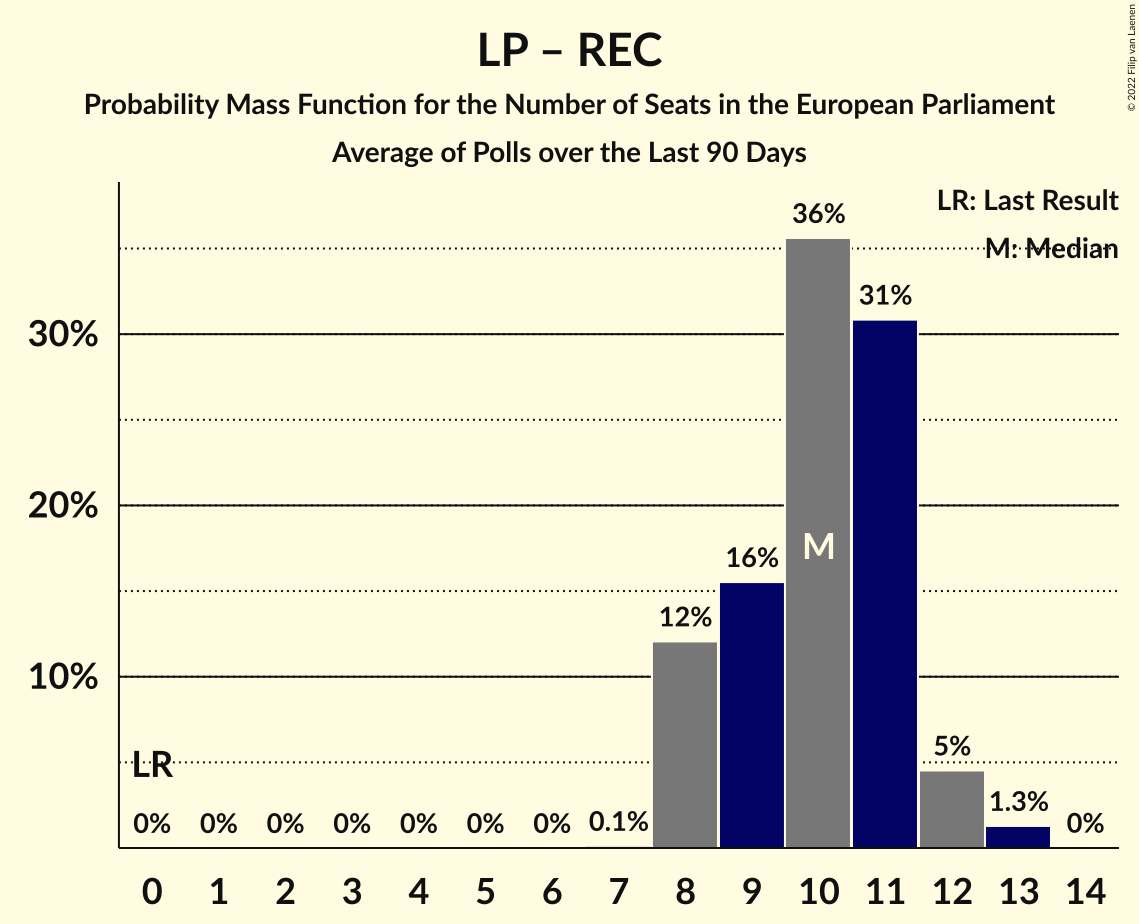 LP – REC
Probability Mass Function for the Number of Seats in the European Parliament
Average of Polls over the Last 90 Days
© 2022 Filip van Laenen
LR: Last Result
M: Median
30%
20%
10%
LR
0% 0% 0% 0% 0% 0% 0% 0.1% 12% 16% 36% 31% 5% 1.3% 0%
M
0 1 2 3 4 5 6 7 8 9 10 11 12 13 14